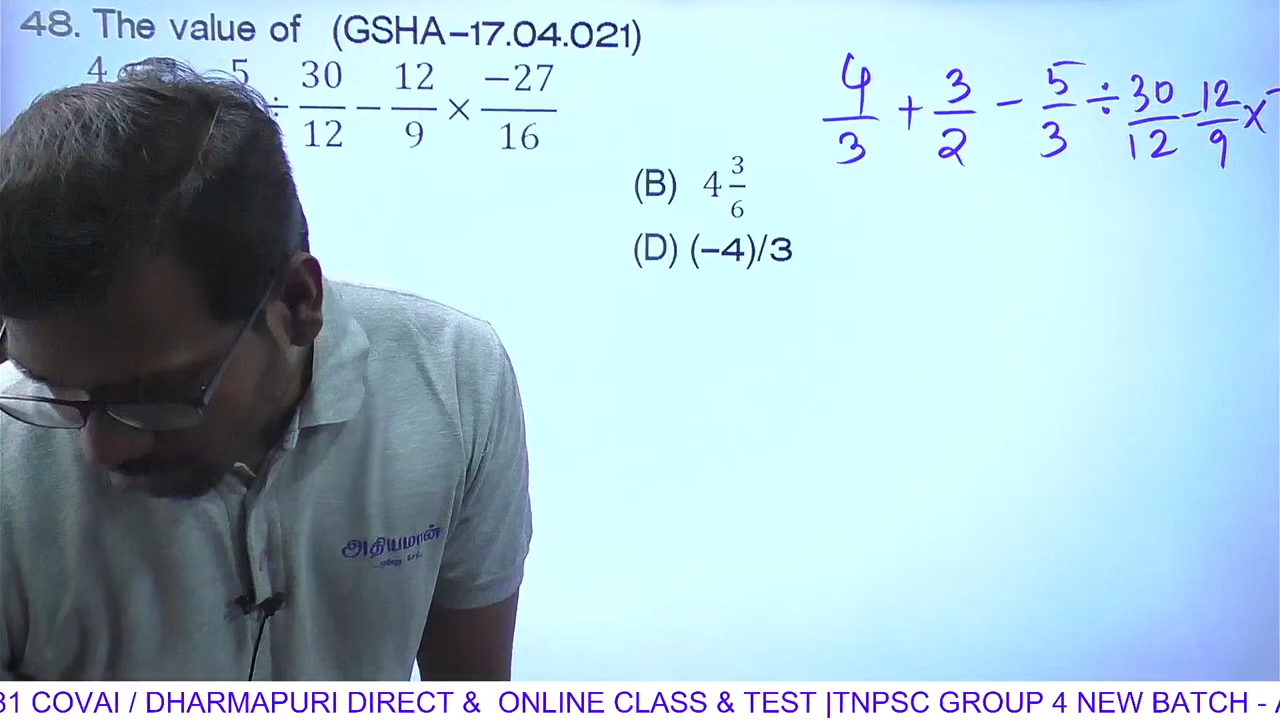 48. The value of (GSHA-17.04.021)
4 5 ÷ 30/12 − 12/9 × −27/16
4/3 + 3/2 − 5/3 ÷ 30/12 − 12/9 × −
(B) 4 3/6
(D) (−4)/3
அதியமான்
31 COVAI / DHARMAPURI DIRECT & ONLINE CLASS & TEST |TNPSC GROUP 4 NEW BATCH - A